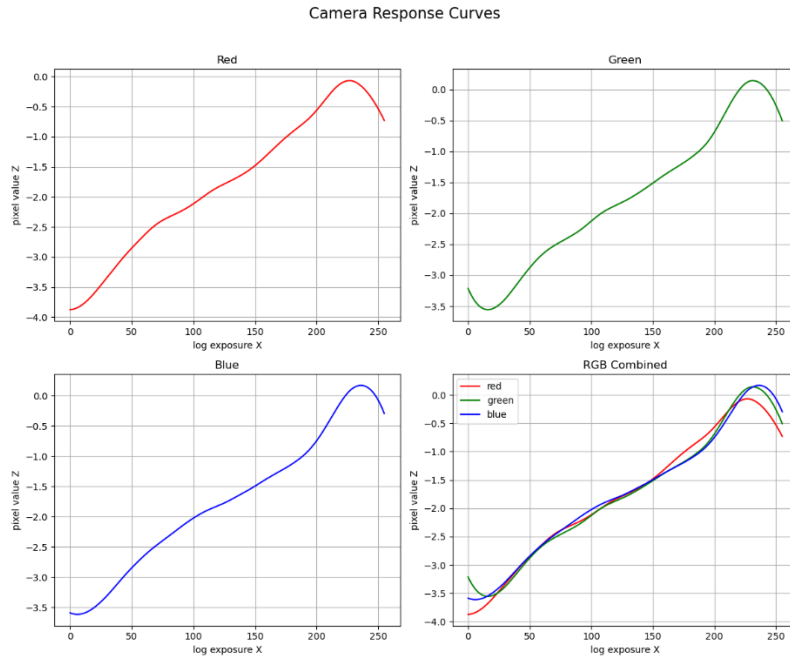 Camera Response Curves
Red
0.0
−0.5
−1.0
−1.5
−2.0
−2.5
−3.0
−3.5
−4.0
pixel value Z
0 50 100 150 200 250
log exposure X
Green
0.0
−0.5
−1.0
−1.5
−2.0
−2.5
−3.0
−3.5
pixel value Z
0 50 100 150 200 250
log exposure X
Blue
0.0
−0.5
−1.0
−1.5
−2.0
−2.5
−3.0
−3.5
pixel value Z
0 50 100 150 200 250
log exposure X
RGB Combined
red
green
blue
0.0
−0.5
−1.0
−1.5
−2.0
−2.5
−3.0
−3.5
−4.0
pixel value Z
0 50 100 150 200 250
log exposure X